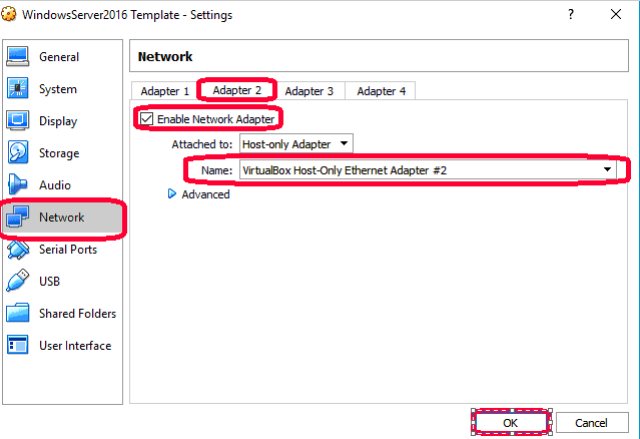 WindowsServer2016 Template - Settings
?
General
System
Display
Storage
Audio
Network
Serial Ports
USB
Shared Folders
User Interface
Network
Adapter 1 Adapter 2 Adapter 3 Adapter 4
Enable Network Adapter
Attached to: Host-only Adapter
Name: VirtualBox Host-Only Ethernet Adapter #2
Advanced
OK Cancel